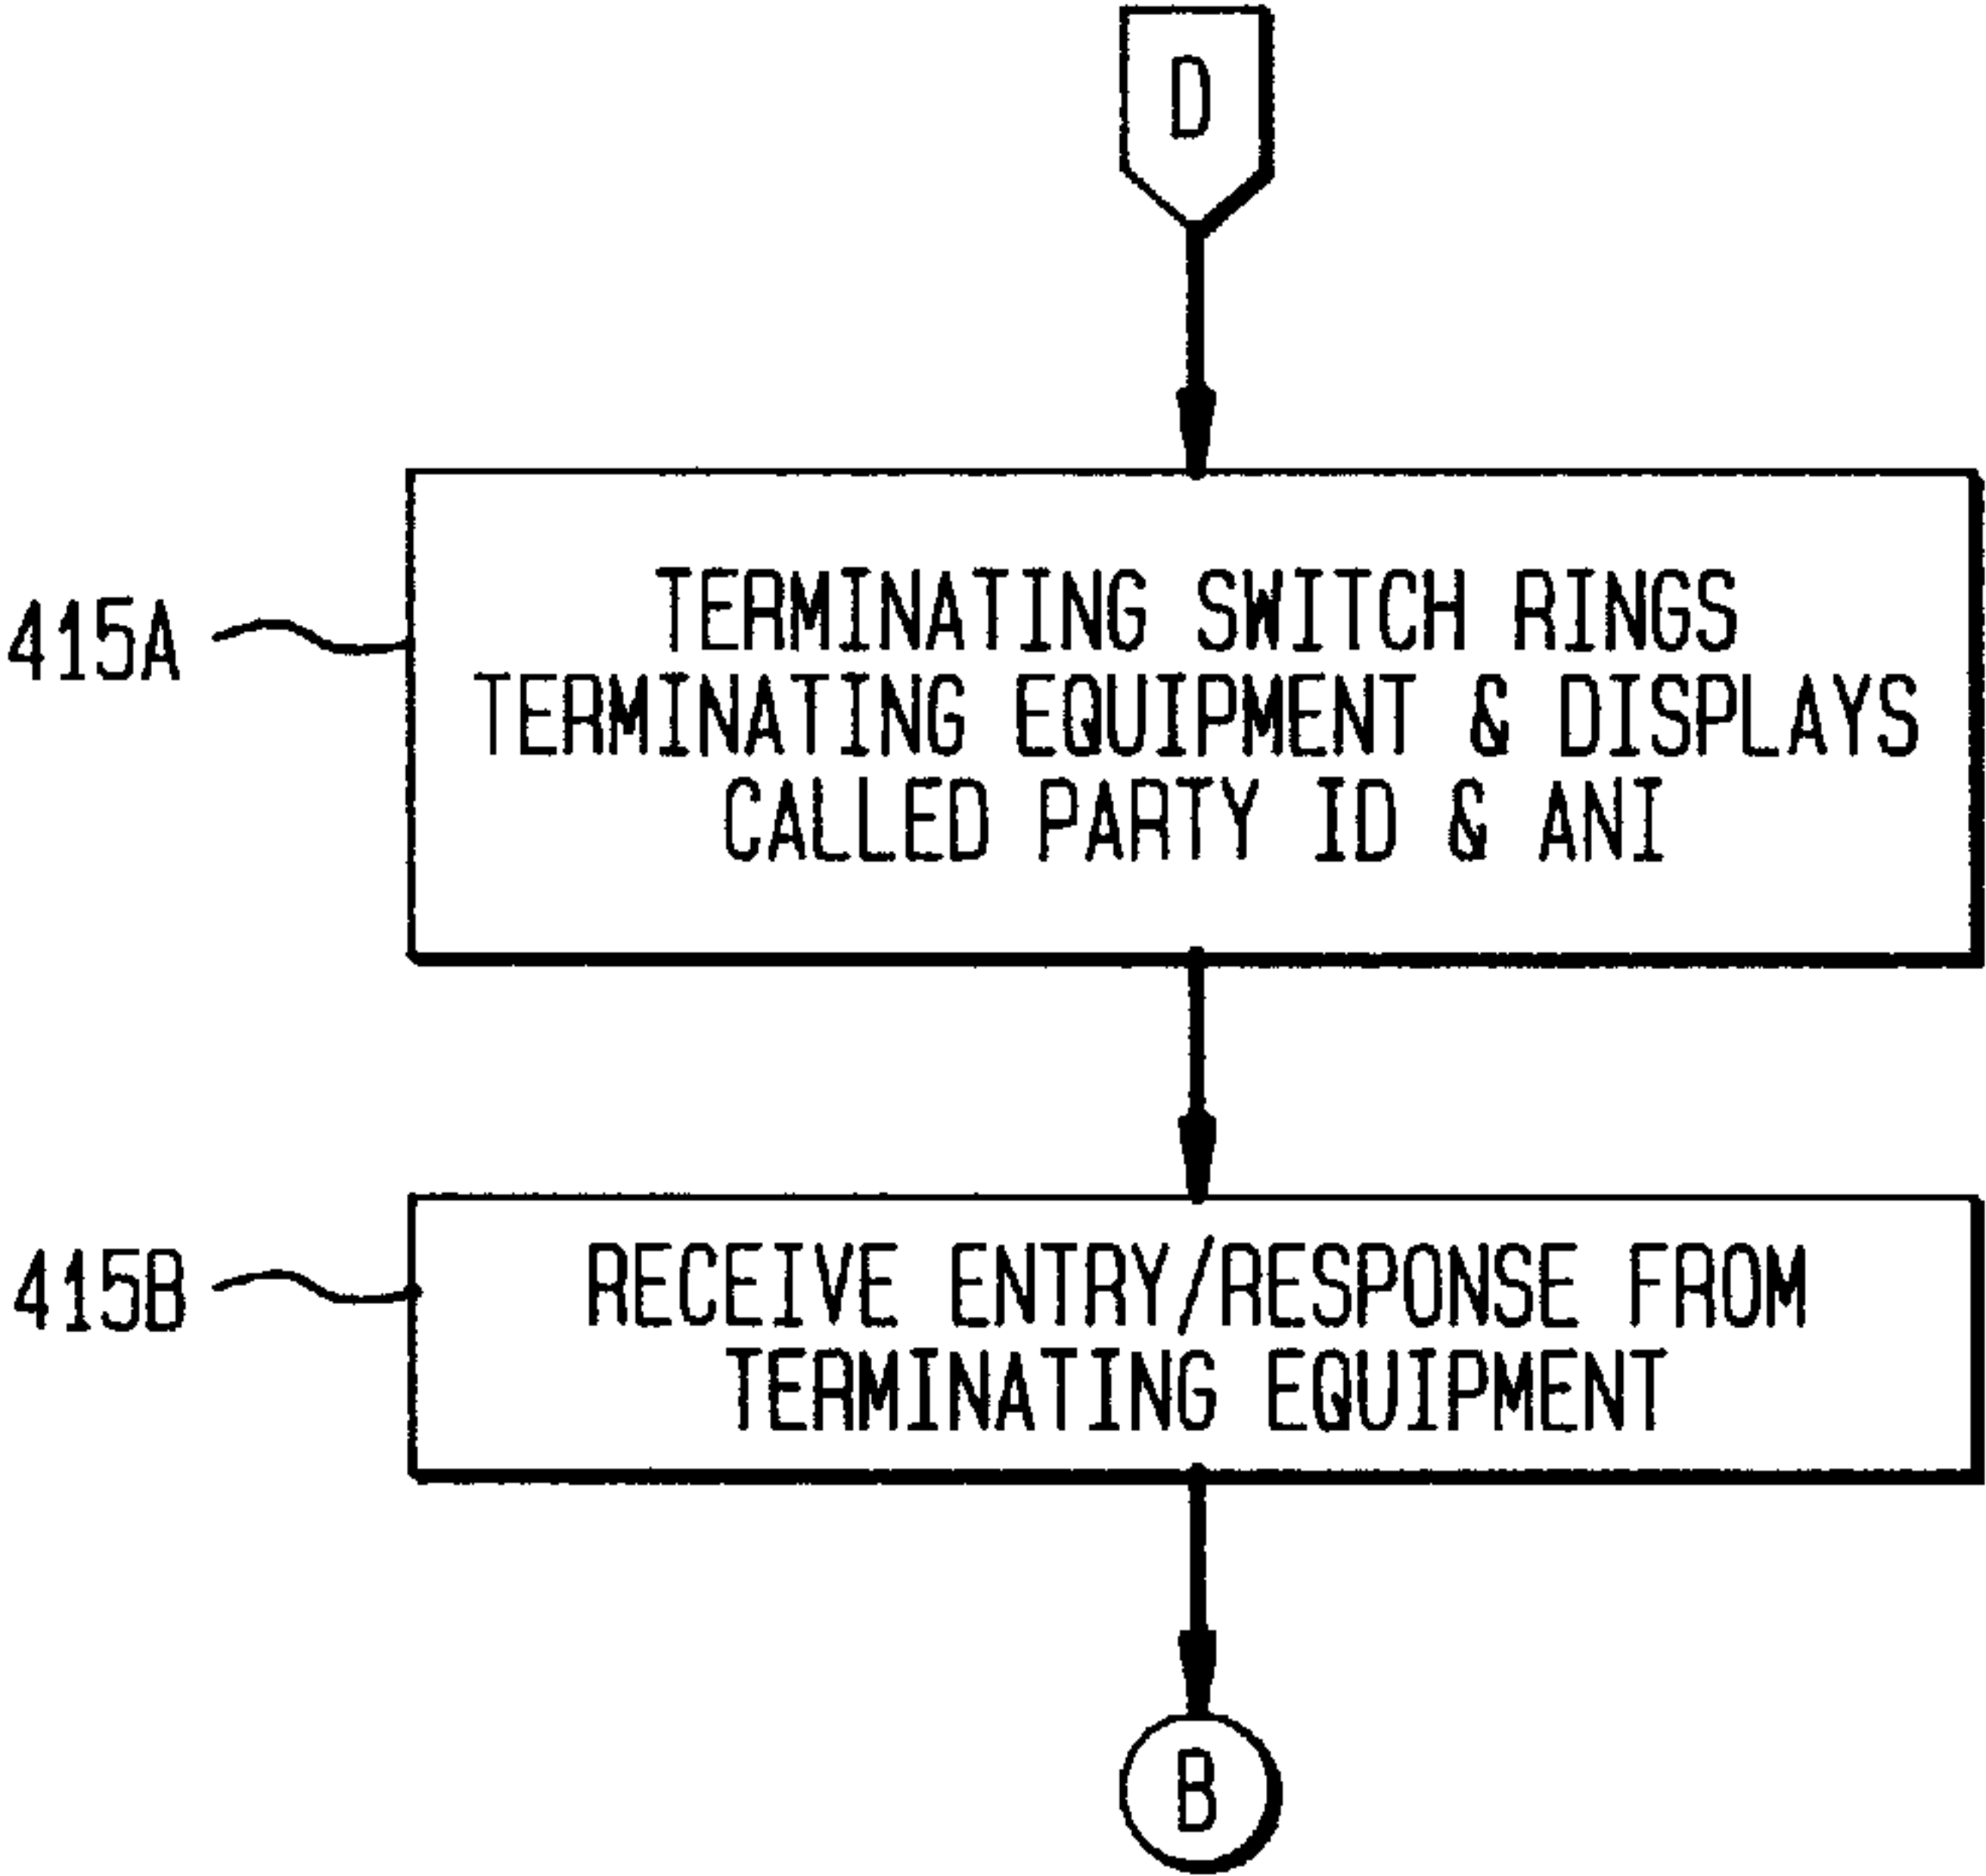 D
415A
TERMINATING SWITCH RINGS
TERMINATING EQUIPMENT & DISPLAYS
CALLED PARTY ID & ANI
415B
RECEIVE ENTRY/RESPONSE FROM
TERMINATING EQUIPMENT
B